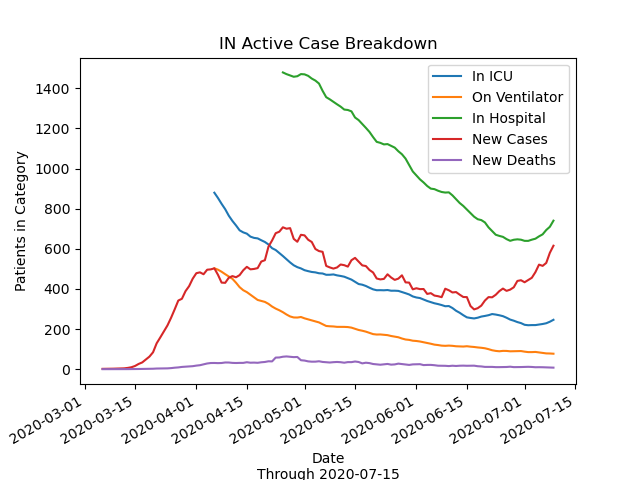 IN Active Case Breakdown
Patients in Category
1400
1200
1000
800
600
400
200
0
In ICU
On Ventilator
In Hospital
New Cases
New Deaths
2020-03-01
2020-03-15
2020-04-01
2020-04-15
2020-05-01
2020-05-15
2020-06-01
2020-06-15
2020-07-01
2020-07-15
Date
Through 2020-07-15